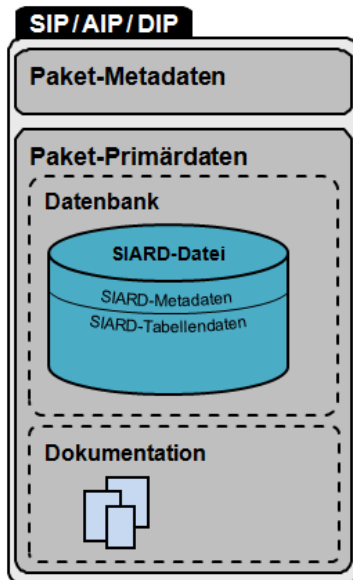 SIP/AIP/DIP
Paket-Metadaten
Paket-Primärdaten
Datenbank
SIARD-Datei
SIARD-Metadaten
SIARD-Tabellendaten
Dokumentation